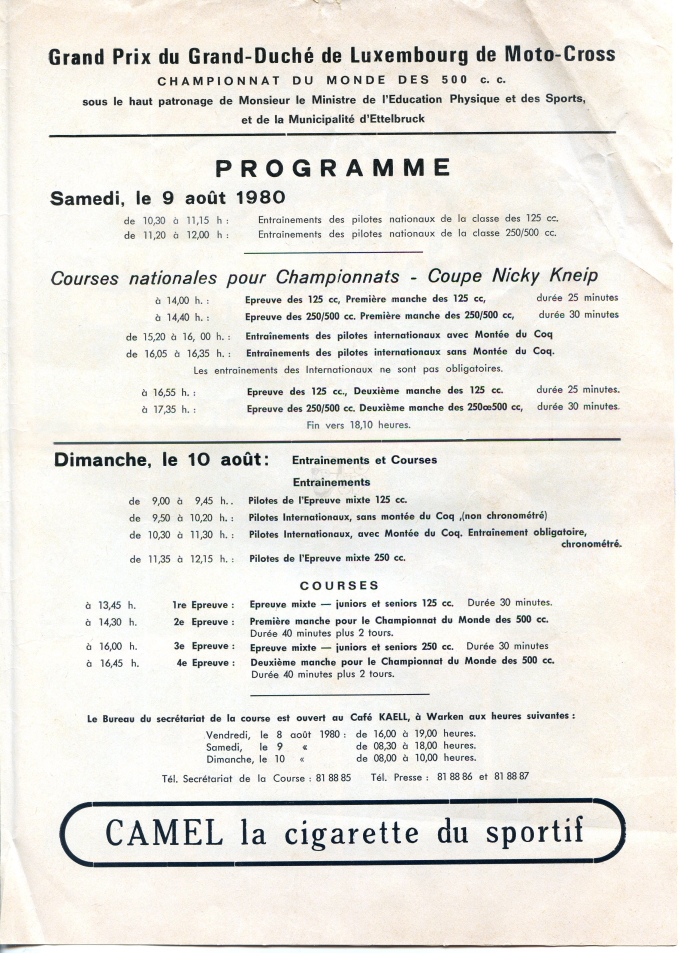 Grand Prix du Grand-Duché de Luxembourg de Moto-Cross
CHAMPIONNAT DU MONDE DES 500 c. c.
sous le haut patronage de Monsieur le Ministre de l'Education Physique et des Sports,
et de la Municipalité d'Ettelbruck
PROGRAMME
Samedi, le 9 août 1980
de 10,30 à 11,15 h : Entrainements des pilotes nationaux de la classe des 125 cc.
de 11,20 à 12,00 h : Entrainements des pilotes nationaux de la classe 250/500 cc.
Courses nationales pour Championnats - Coupe Nicky Kneip
à 14,00 h. : Epreuve des 125 cc, Première manche des 125 cc, durée 25 minutes
à 14,40 h. : Epreuve des 250/500 cc. Première manche des 250/500 cc, durée 30 minutes
de 15,20 à 16, 00 h. : Entrainements des pilotes internationaux avec Montée du Coq
de 16,05 à 16,35 h. : Entrainements des pilotes internationaux sans Montée du Coq.
Les entrainements des Internationaux ne sont pas obligatoires.
à 16,55 h. : Epreuve des 125 cc., Deuxième manche des 125 cc. durée 25 minutes.
à 17,35 h. : Epreuve des 250/500 cc. Deuxième manche des 250œ500 cc, durée 30 minutes.
Fin vers 18,10 heures.
Dimanche, le 10 août : Entrainements et Courses
Entrainements
de 9,00 à 9,45 h. . Pilotes de l'Epreuve mixte 125 cc.
de 9,50 à 10,20 h. : Pilotes Internationaux, sans montée du Coq ,(non chronométré)
de 10,30 à 11,30 h. : Pilotes Internationaux, avec Montée du Coq. Entrainement obligatoire,
chronométré.
de 11,35 à 12,15 h. : Pilotes de l'Epreuve mixte 250 cc.
COURSES
à 13,45 h. 1re Epreuve : Epreuve mixte — juniors et seniors 125 cc. Durée 30 minutes.
à 14,30 h. 2e Epreuve : Première manche pour le Championnat du Monde des 500 cc.
Durée 40 minutes plus 2 tours.
à 16,00 h. 3e Epreuve : Epreuve mixte — juniors et seniors 250 cc. Durée 30 minutes
à 16,45 h. 4e Epreuve : Deuxième manche pour le Championnat du Monde des 500 cc.
Durée 40 minutes plus 2 tours.
Le Bureau du secrétariat de la course est ouvert au Café KAELL, à Warken aux heures suivantes :
Vendredi, le 8 août 1980 : de 16,00 à 19,00 heures.
Samedi, le 9 « de 08,30 à 18,00 heures.
Dimanche, le 10 « de 08,00 à 10,00 heures.
Tél. Secrétariat de la Course : 81 88 85 Tél. Presse : 81 88 86 et 81 88 87
CAMEL la cigarette du sportif